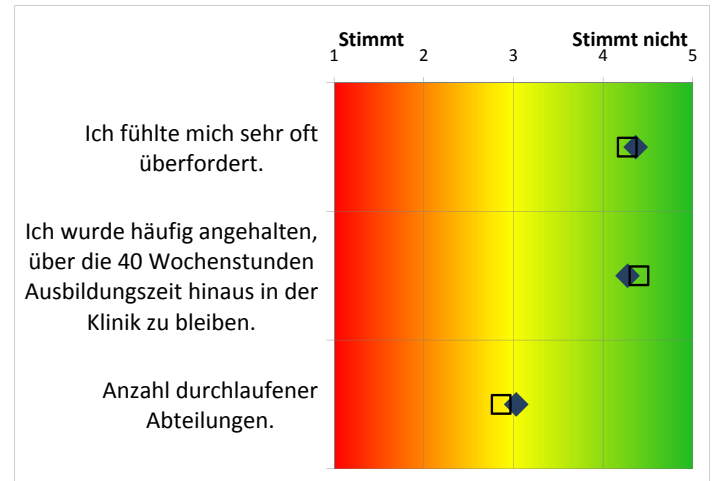 Stimmt Stimmt nicht
1 2 3 4 5
Ich fühlte mich sehr oft
überfordert.
Ich wurde häufig angehalten,
über die 40 Wochenstunden
Ausbildungszeit hinaus in der
Klinik zu bleiben.
Anzahl durchlaufener
Abteilungen.